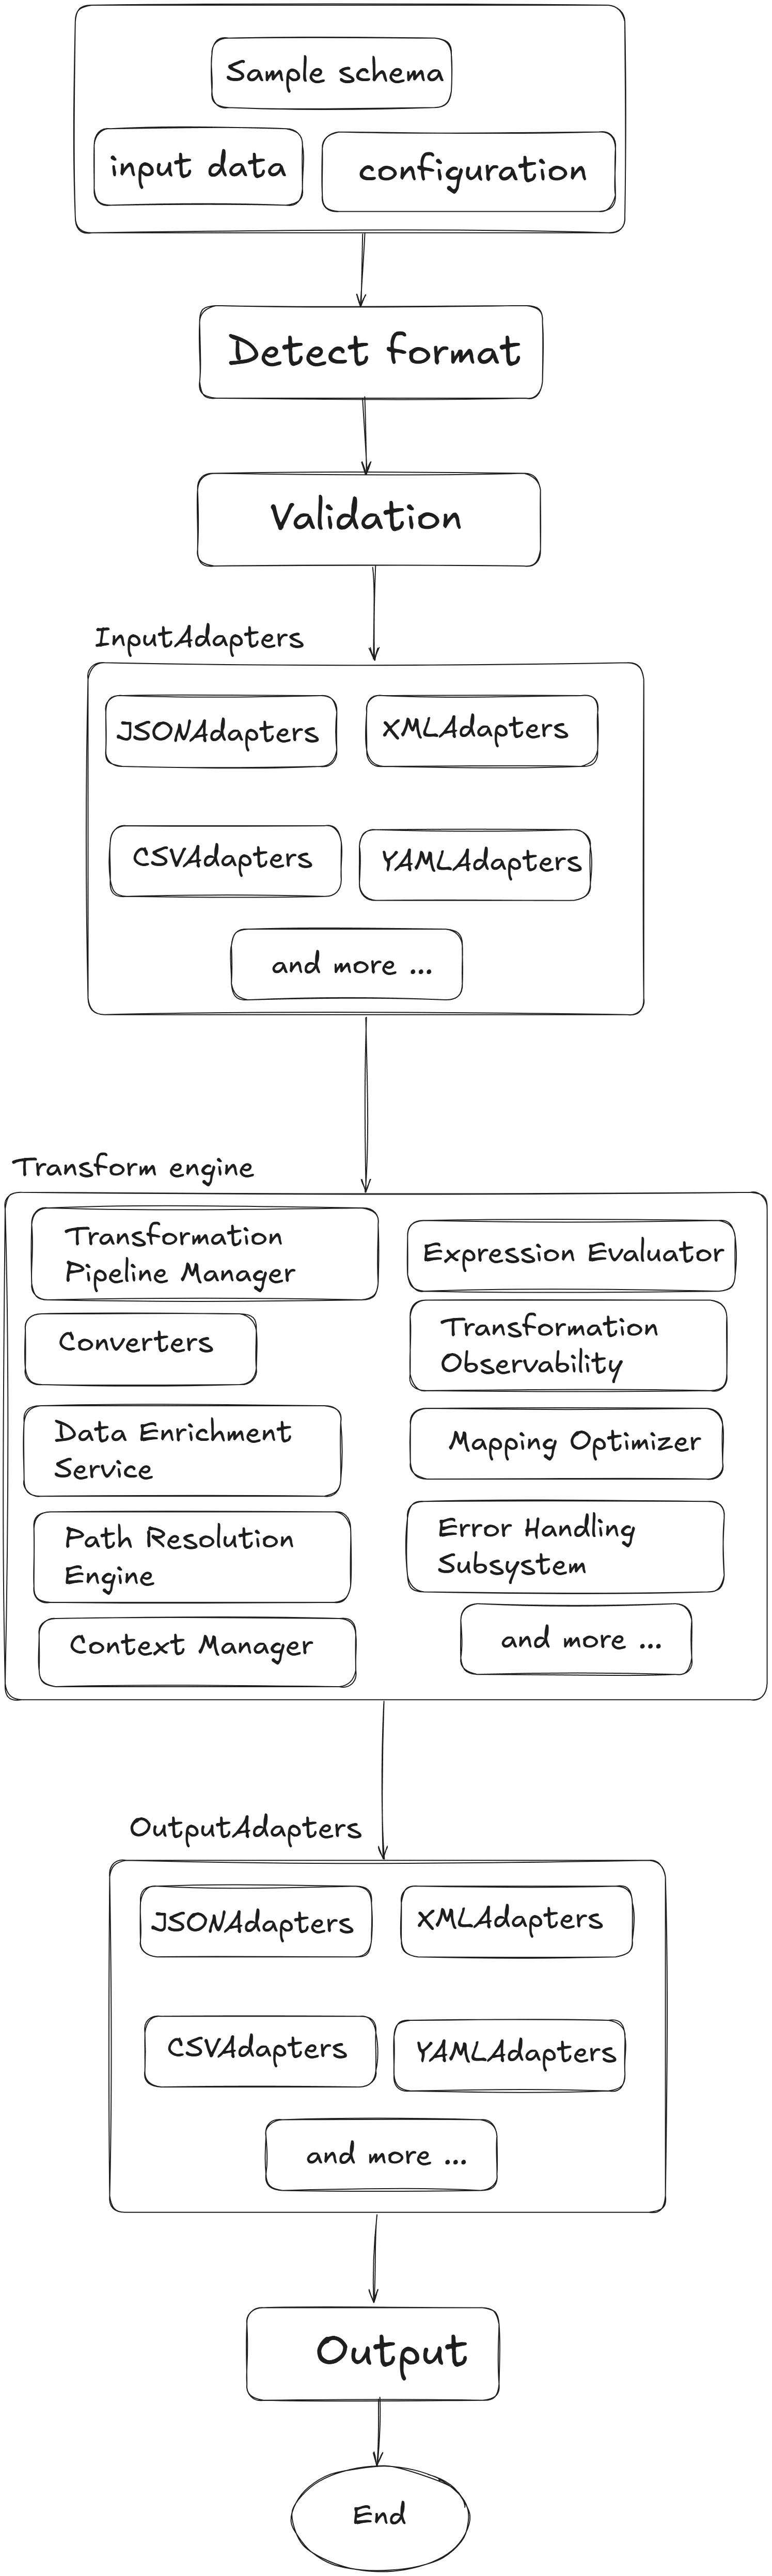 Sample schema
input data
configuration
Detect format
Validation
InputAdapters
JSONAdapters
XMLAdapters
CSVAdapters
YAMLAdapters
and more ...
Transform engine
Transformation
Pipeline Manager
Expression Evaluator
Converters
Transformation
Observability
Data Enrichment
Service
Mapping Optimizer
Path Resolution
Engine
Error Handling
Subsystem
Context Manager
and more ...
OutputAdapters
JSONAdapters
XMLAdapters
CSVAdapters
YAMLAdapters
and more ...
Output
End